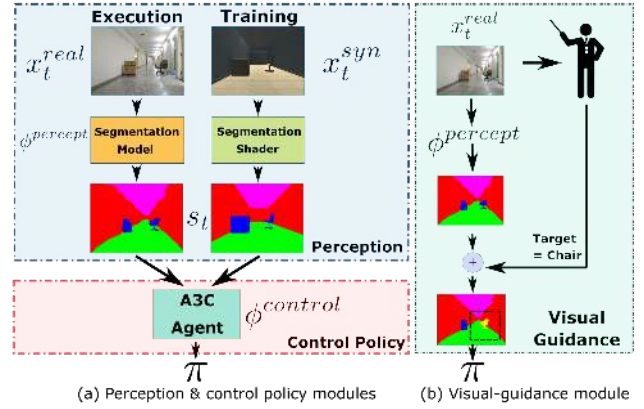 Execution Training
x_t^{real} x_t^{syn}
ϕ^{percept}
Segmentation Model
Segmentation Shader
s_t
Perception
A3C Agent
ϕ^{control}
Control Policy
π
(a) Perception & control policy modules
x_t^{real}
ϕ^{percept}
+
Target
= Chair
Visual
Guidance
π
(b) Visual-guidance module